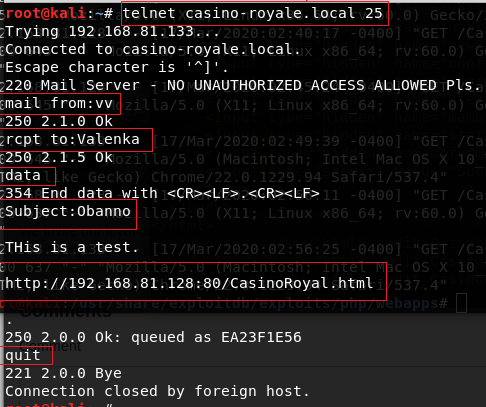 root@kali:~# telnet casino-royale.local 25
Trying 192.168.81.133...
Connected to casino-royale.local.
Escape character is '^]'.
220 Mail Server - NO UNAUTHORIZED ACCESS ALLOWED Pls.
mail from:vv
250 2.1.0 Ok
rcpt to:Valenka
250 2.1.5 Ok
data
354 End data with <CR><LF>.<CR><LF>
Subject:Obanno
THis is a test.
http://192.168.81.128:80/CasinoRoyal.html
.
250 2.0.0 Ok: queued as EA23F1E56
quit
221 2.0.0 Bye
Connection closed by foreign host.
root@kali:~#